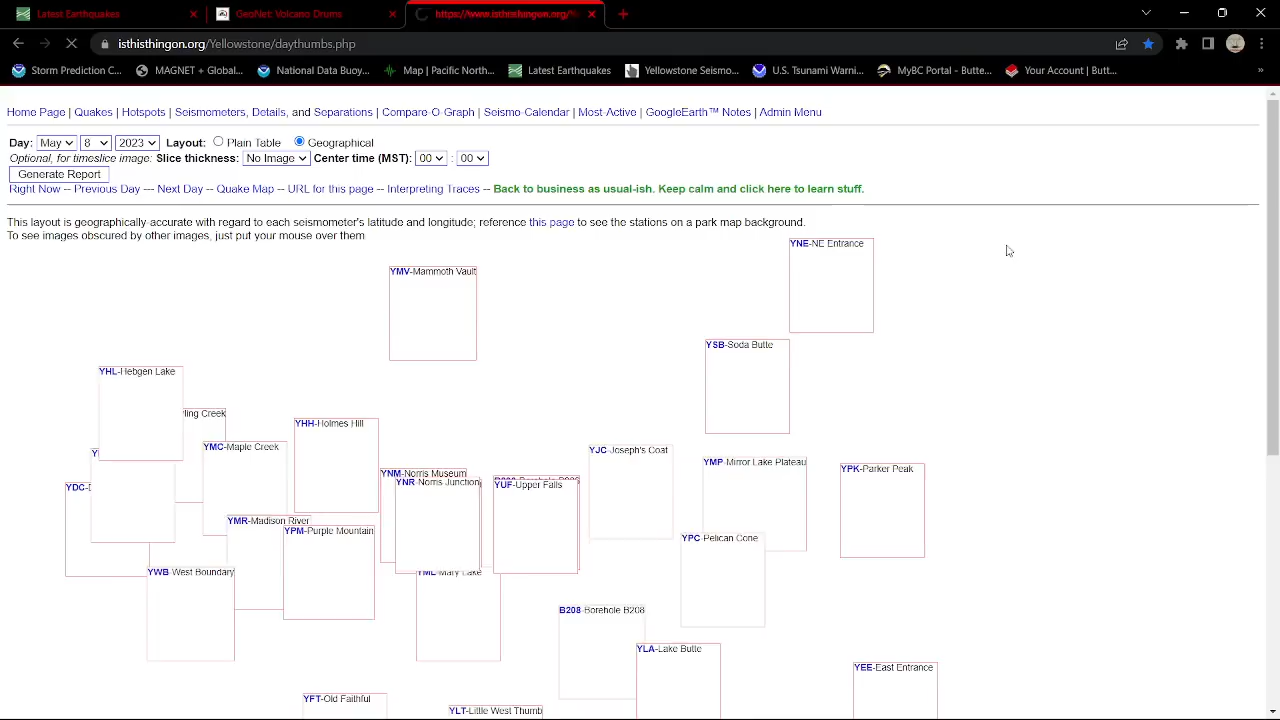 Latest Earthquakes
GeoNet: Volcano Drums
isthisthingon.org/Yellowstone/daythumbs.php
Storm Prediction C... MAGNET + Global... National Data Buoy... Map | Pacific North... Latest Earthquakes Yellowstone Seismo... U.S. Tsunami Warni... MyBC Portal - Butte... Your Account | Butt... »
Home Page | Quakes | Hotspots | Seismometers, Details, and Separations | Compare-O-Graph | Seismo-Calendar | Most-Active | GoogleEarth™ Notes | Admin Menu
Day: May 8 2023 Layout: Plain Table Geographical
Optional, for timeslice image: Slice thickness: No Image Center time (MST): 00 : 00
Generate Report
Right Now -- Previous Day --- Next Day -- Quake Map -- URL for this page -- Interpreting Traces -- Back to business as usual-ish. Keep calm and click here to learn stuff.
This layout is geographically-accurate with regard to each seismometer's latitude and longitude; reference this page to see the stations on a park map background.
To see images obscured by other images, just put your mouse over them.
YNE-NE Entrance
YMV-Mammoth Vault
YSB-Soda Butte
YHL-Hebgen Lake
ling Creek
YHH-Holmes Hill
YMC-Maple Creek
YJC-Joseph's Coat
YMP-Mirror Lake Plateau
YPK-Parker Peak
YNM-Norris Museum
YNR-Norris Junction
YUF-Upper Falls
YDC-D
YMR-Madison River
YPM-Purple Mountain
YPC-Pelican Cone
YWB-West Boundary
YML-Mary Lake
B208-Borehole B208
YLA-Lake Butte
YEE-East Entrance
YFT-Old Faithful
YLT-Little West Thumb